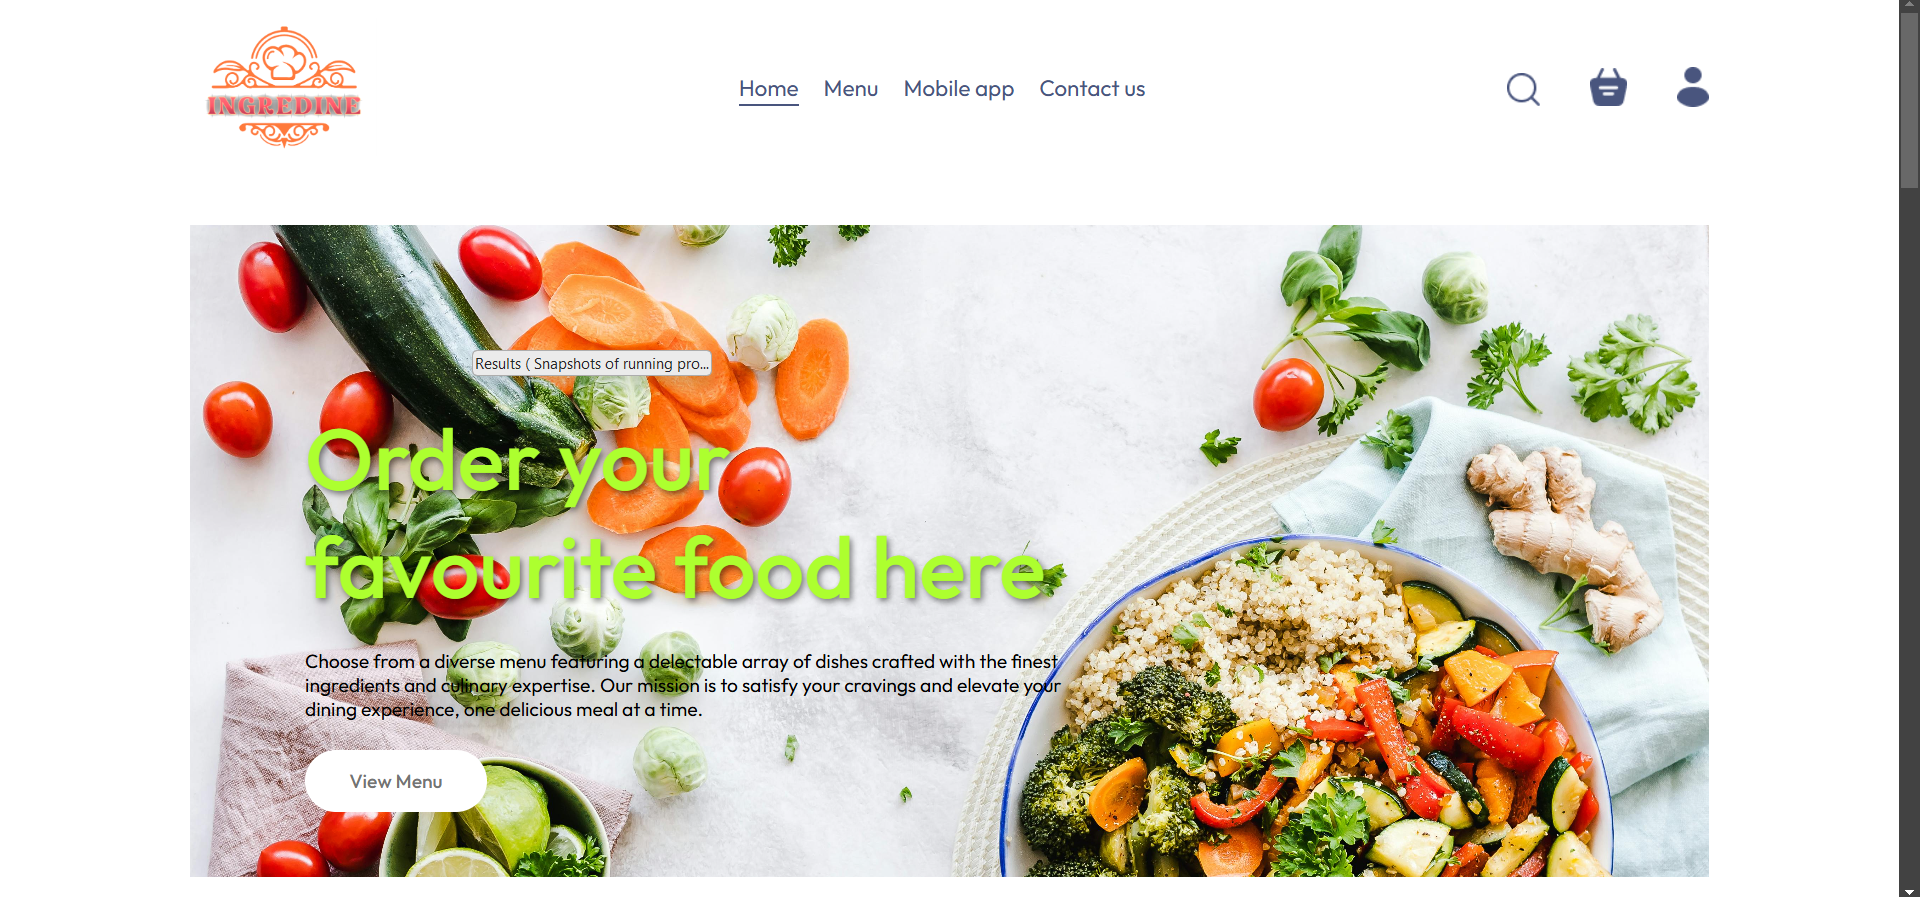 INGREDINE
Home Menu Mobile app Contact us
Results ( Snapshots of running pro...
Order your
favourite food here
Choose from a diverse menu featuring a delectable array of dishes crafted with the finest
ingredients and culinary expertise. Our mission is to satisfy your cravings and elevate your
dining experience, one delicious meal at a time.
View Menu